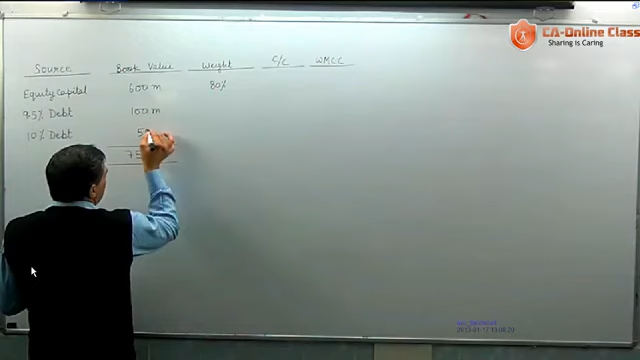 CA-Online Class
Sharing is Caring
Source Book Value Weight C/C WMCC
Equity Capital 600 m 80%
9.5% Debt 100 m
10% Debt 5
75
2013-01-17 13:08:20